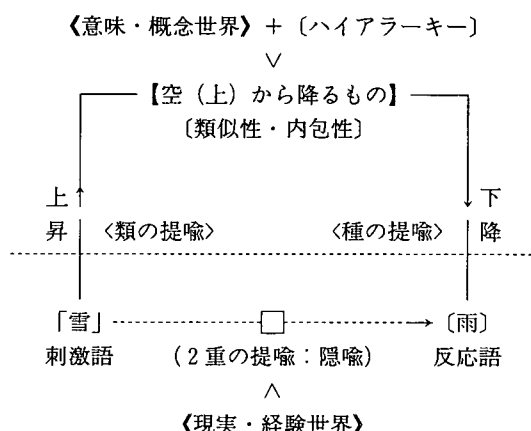 《意味・概念世界》+〔ハイアラーキー〕
∨
【空（上）から降るもの】
〔類似性・内包性〕
上昇 <類の提喩> <種の提喩> 下降
「雪」 〔雨〕
刺激語 (2重の提喩：隠喩) 反応語
∧
《現実・経験世界》